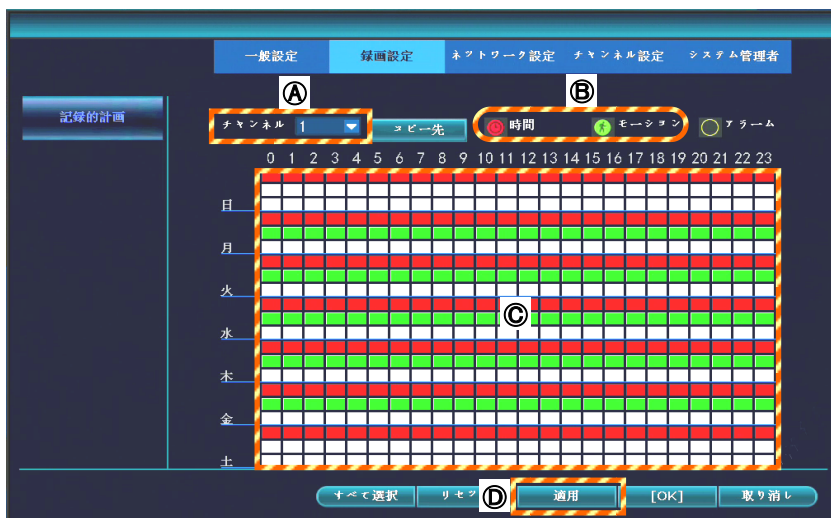 一般設定 録画設定 ネットワーク設定 チャンネル設定 システム管理者
Ⓐ Ⓑ
記録的計画
チャンネル 1 コピー先 時間 モーション アラーム
0 1 2 3 4 5 6 7 8 9 10 11 12 13 14 15 16 17 18 19 20 21 22 23
日
月
火
Ⓒ
水
木
金
土
すべて選択 リセッ Ⓓ 適用 [OK] 取り消し